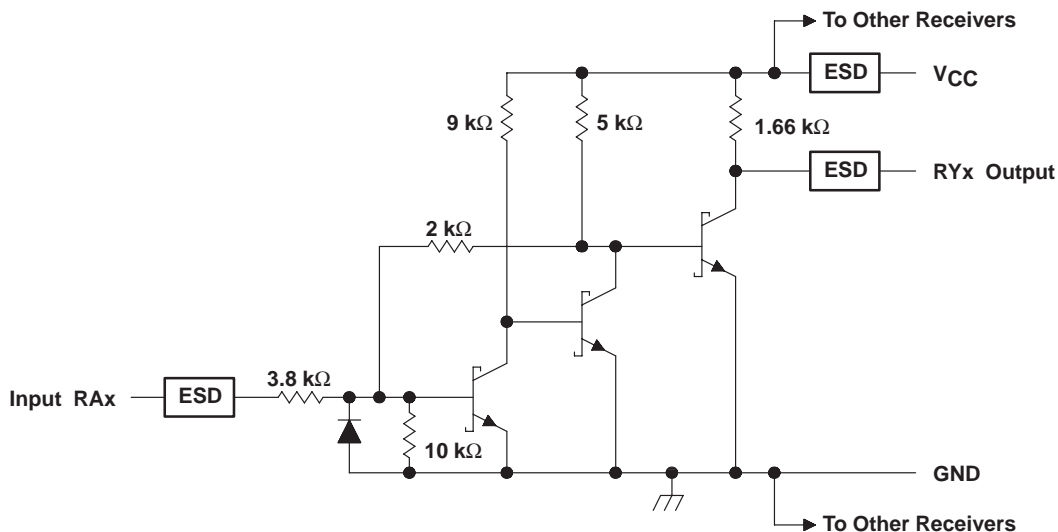 To Other Receivers
ESD
VCC
9 kΩ
5 kΩ
1.66 kΩ
ESD
RYx Output
2 kΩ
Input RAx
ESD
3.8 kΩ
10 kΩ
GND
To Other Receivers